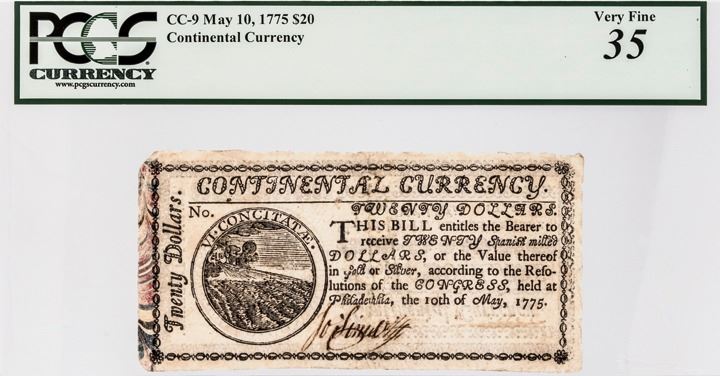 PCGS
CURRENCY
www.pcgscurrency.com
CC-9 May 10, 1775 $20
Continental Currency
Very Fine
35
CONTINENTAL CURRENCY.
Twenty Dollars.
No.
VI CONCITATÆ.
TWENTY DOLLARS.
THIS BILL entitles the Bearer to
receive TWENTY Spanish milled
DOLLARS, or the Value thereof
in Gold or Silver, according to the Reso-
lutions of the CONGRESS, held at
Philadelphia, the 10th of May, 1775.